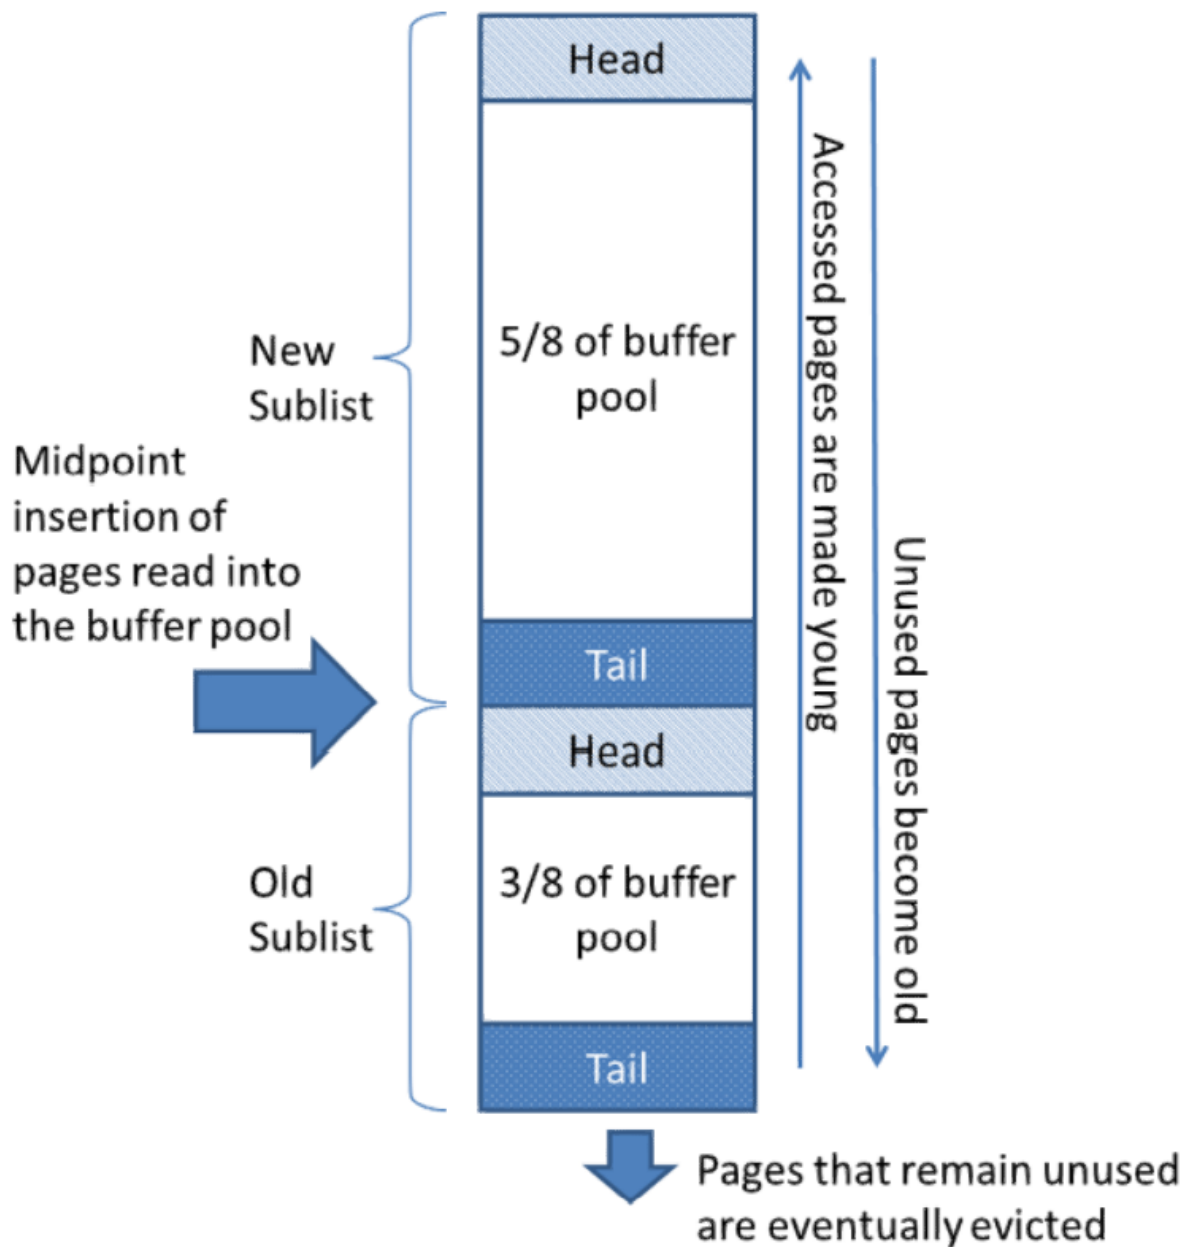 Head
5/8 of buffer
pool
New
Sublist
Midpoint
insertion of
pages read into
the buffer pool
Tail
Head
Old
Sublist
3/8 of buffer
pool
Tail
Accessed pages are made young
Unused pages become old
Pages that remain unused
are eventually evicted